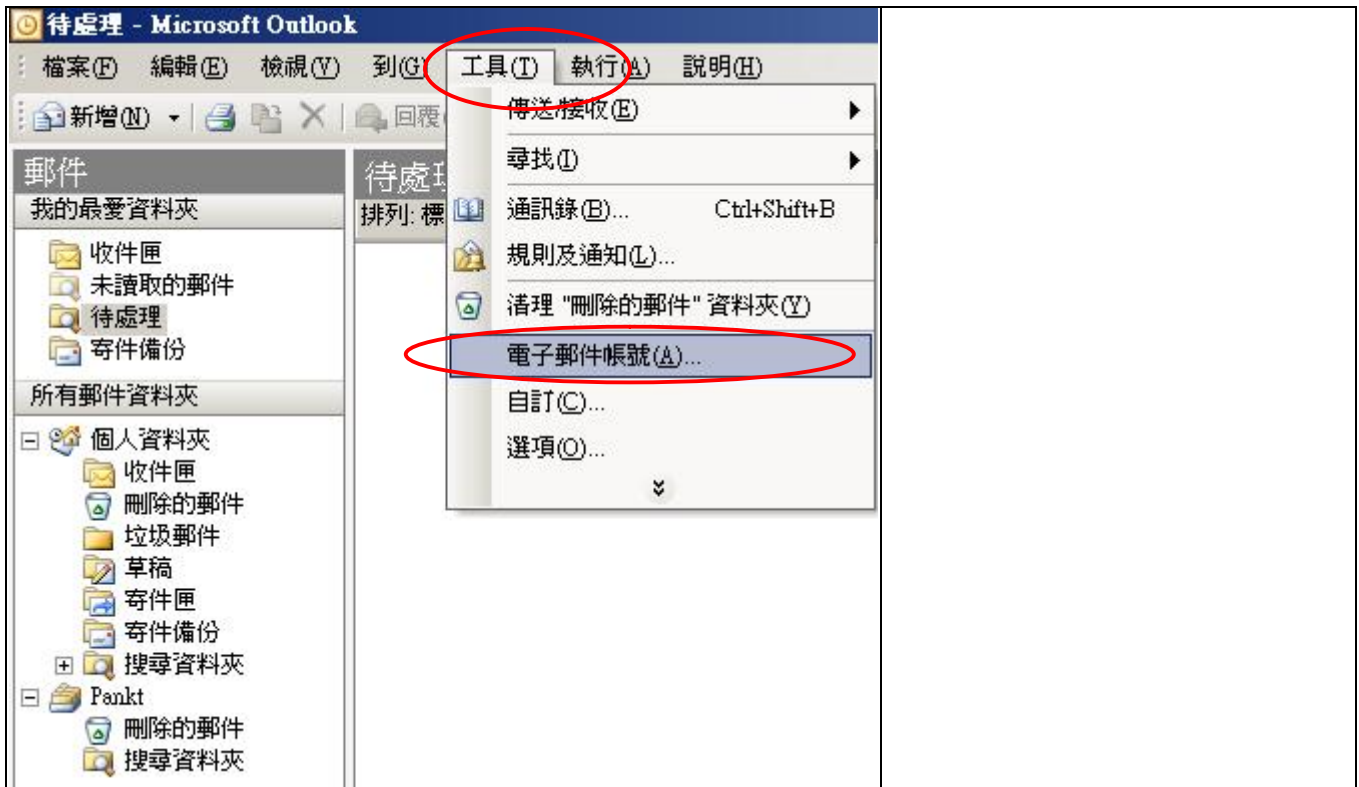 待處理 - Microsoft Outlook
檔案(F) 編輯(E) 檢視(V) 到(G) 工具(T) 執行(A) 說明(H)
新增(N) 回覆
傳送/接收(E)
尋找(I)
通訊錄(B)... Ctrl+Shift+B
規則及通知(L)...
清理 "刪除的郵件" 資料夾(Y)
電子郵件帳號(A)...
自訂(C)...
選項(O)...
郵件
我的最愛資料夾
收件匣
未讀取的郵件
待處理
寄件備份
所有郵件資料夾
個人資料夾
收件匣
刪除的郵件
垃圾郵件
草稿
寄件匣
寄件備份
搜尋資料夾
Pankt
刪除的郵件
搜尋資料夾
待處理
排列: 標